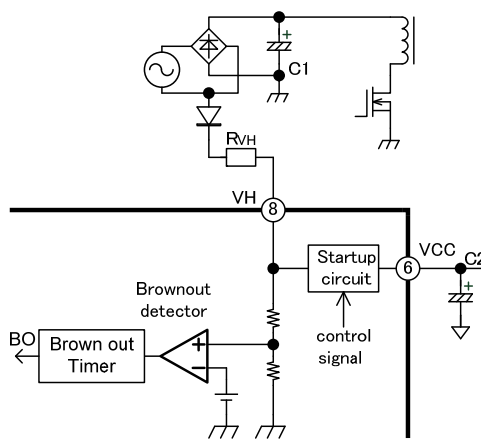 +
C1
RVH
VH
8
Startup
circuit
VCC
6
C2
+
Brownout
detector
control
signal
BO
Brown out
Timer
+
−